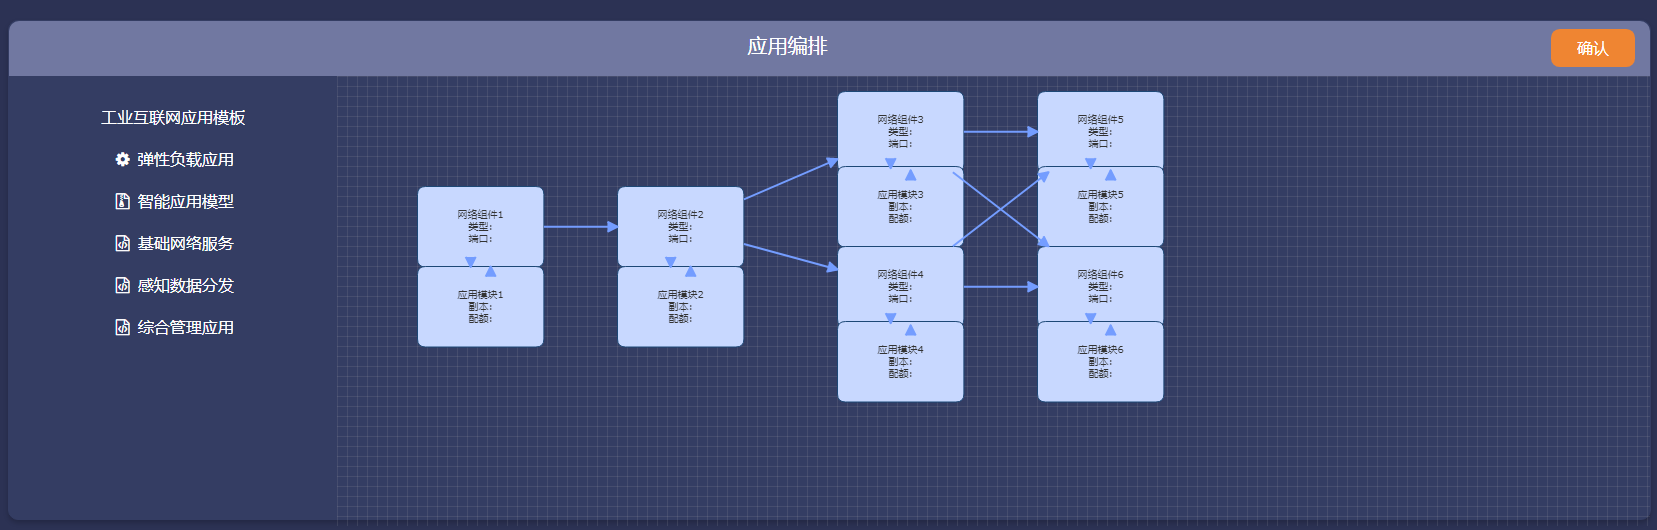 应用编排
确认
工业互联网应用模板
弹性负载应用
智能应用模型
基础网络服务
感知数据分发
综合管理应用
网络组件1
类型:
端口:
应用模块1
副本:
配额:
网络组件2
类型:
端口:
应用模块2
副本:
配额:
网络组件3
类型:
端口:
应用模块3
副本:
配额:
网络组件4
类型:
端口:
应用模块4
副本:
配额:
网络组件5
类型:
端口:
应用模块5
副本:
配额:
网络组件6
类型:
端口:
应用模块6
副本:
配额: